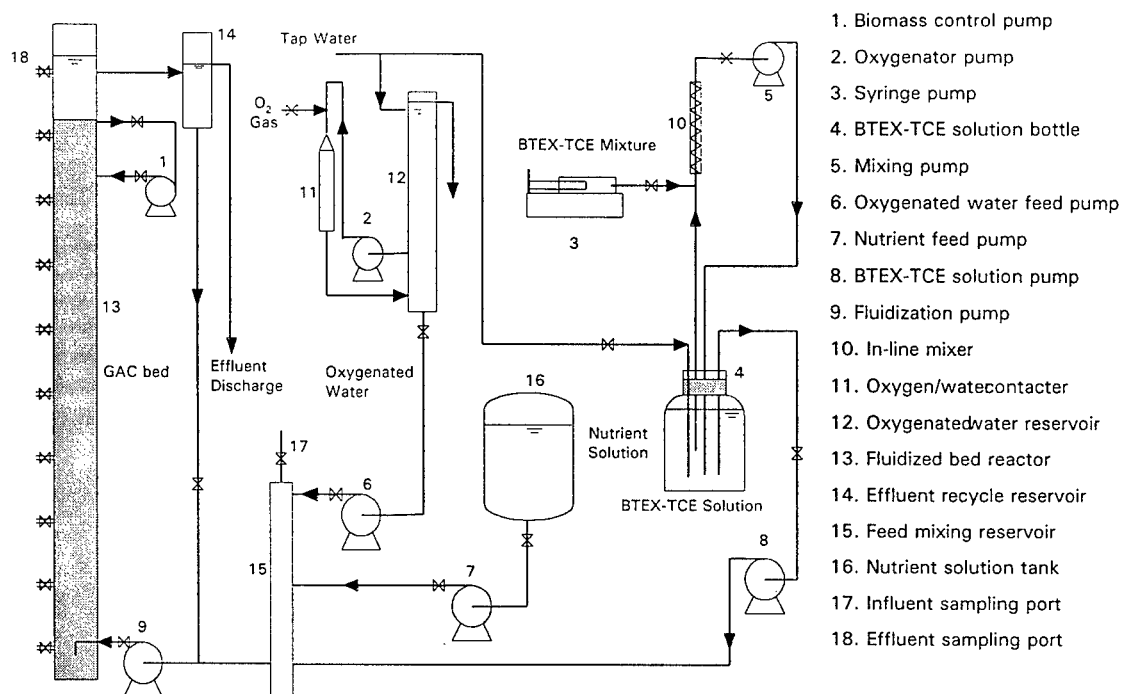 14
18
Tap Water
O2
Gas
5
10
1
12
11
BTEX-TCE Mixture
2
3
13
GAC bed
Effluent
Discharge
Oxygenated
Water
16
4
Nutrient
Solution
17
6
BTEX-TCE Solution
15
7
8
9
1. Biomass control pump
2. Oxygenator pump
3. Syringe pump
4. BTEX-TCE solution bottle
5. Mixing pump
6. Oxygenated water feed pump
7. Nutrient feed pump
8. BTEX-TCE solution pump
9. Fluidization pump
10. In-line mixer
11. Oxygen/watecontacter
12. Oxygenatedwater reservoir
13. Fluidized bed reactor
14. Effluent recycle reservoir
15. Feed mixing reservoir
16. Nutrient solution tank
17. Influent sampling port
18. Effluent sampling port